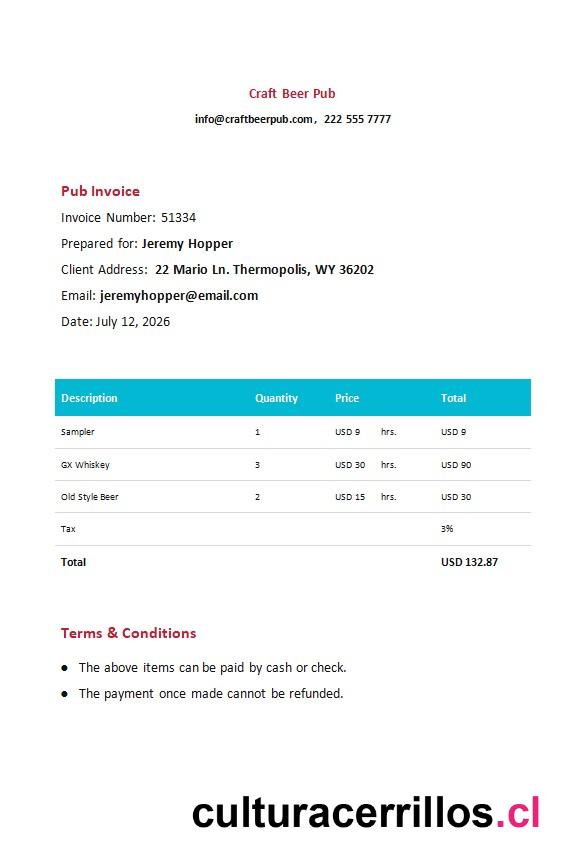 Craft Beer Pub
info@craftbeerpub.com, 222 555 7777
Pub Invoice
Invoice Number: 51334
Prepared for: Jeremy Hopper
Client Address: 22 Mario Ln. Thermopolis, WY 36202
Email: jeremyhopper@email.com
Date: July 12, 2026
Description Quantity Price Total
Sampler 1 USD 9 hrs. USD 9
GX Whiskey 3 USD 30 hrs. USD 90
Old Style Beer 2 USD 15 hrs. USD 30
Tax 3%
Total USD 132.87
Terms & Conditions
● The above items can be paid by cash or check.
● The payment once made cannot be refunded.
culturacerrillos.cl